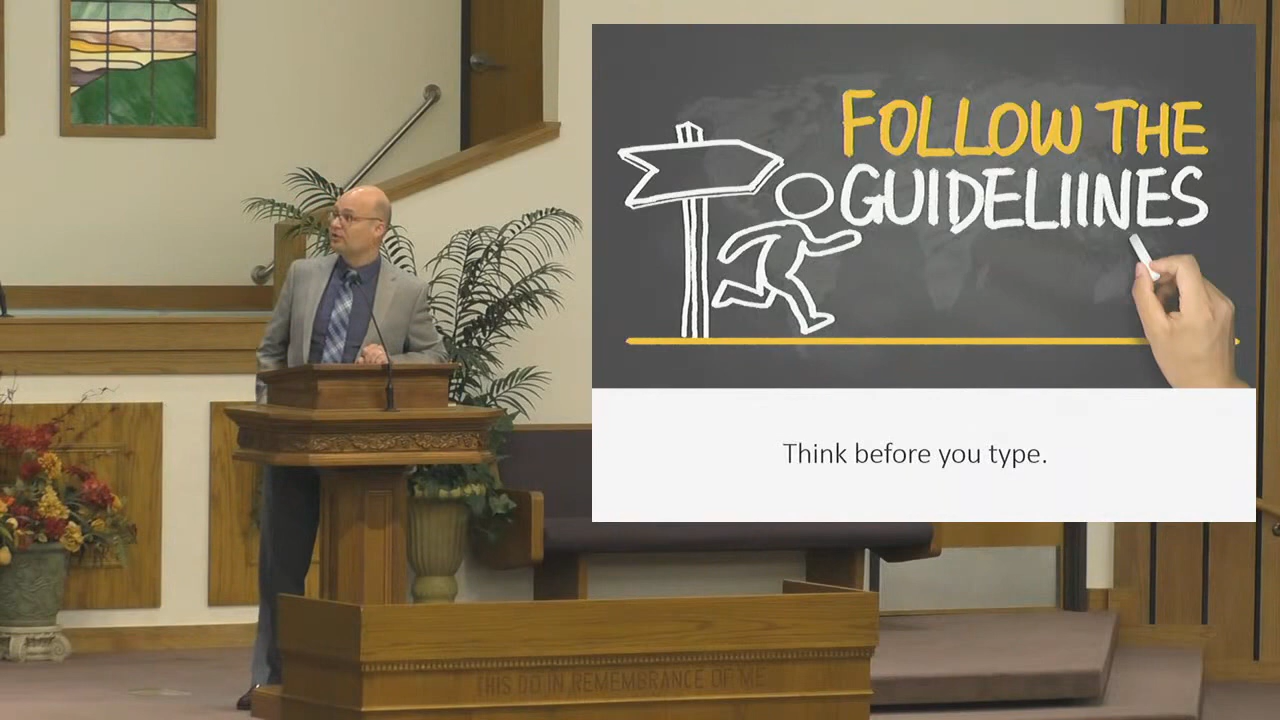 FOLLOW THE
GUIDELIINES
Think before you type.
THIS DO IN REMEMBRANCE OF ME